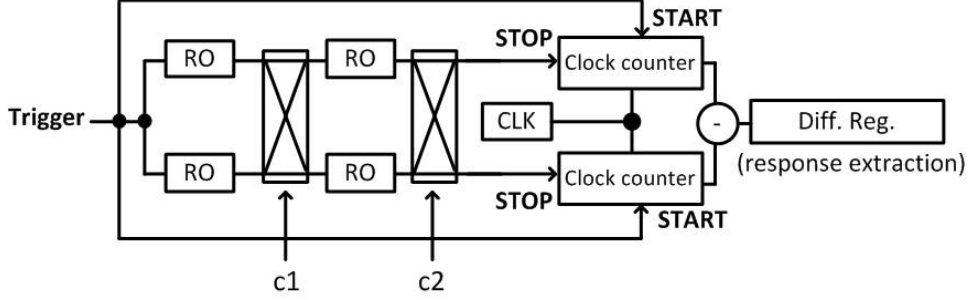 START
STOP
RO
RO
Clock counter
Trigger
CLK
-
Diff. Reg.
(response extraction)
RO
RO
Clock counter
STOP
START
c1
c2